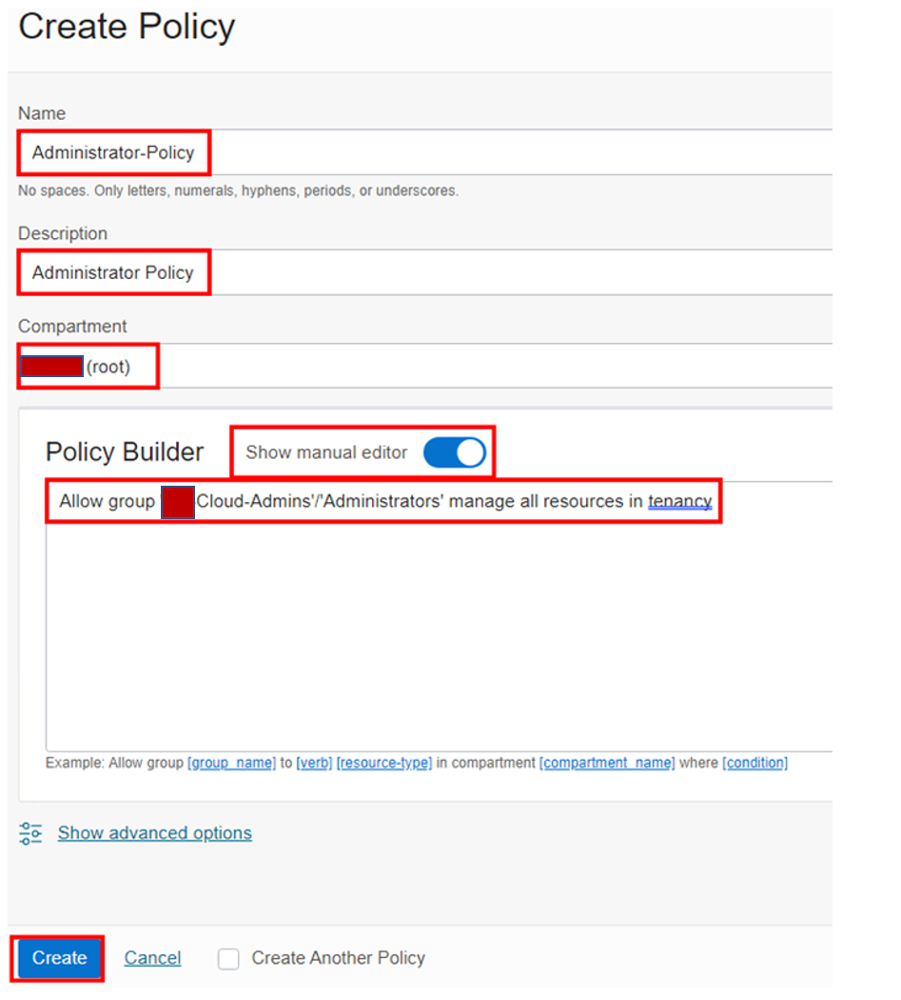 Create Policy
Name
Administrator-Policy
No spaces. Only letters, numerals, hyphens, periods, or underscores.
Description
Administrator Policy
Compartment
(root)
Policy Builder Show manual editor
Allow group Cloud-Admins'/'Administrators' manage all resources in tenancy
Example: Allow group [group_name] to [verb] [resource-type] in compartment [compartment_name] where [condition]
Show advanced options
Create Cancel Create Another Policy